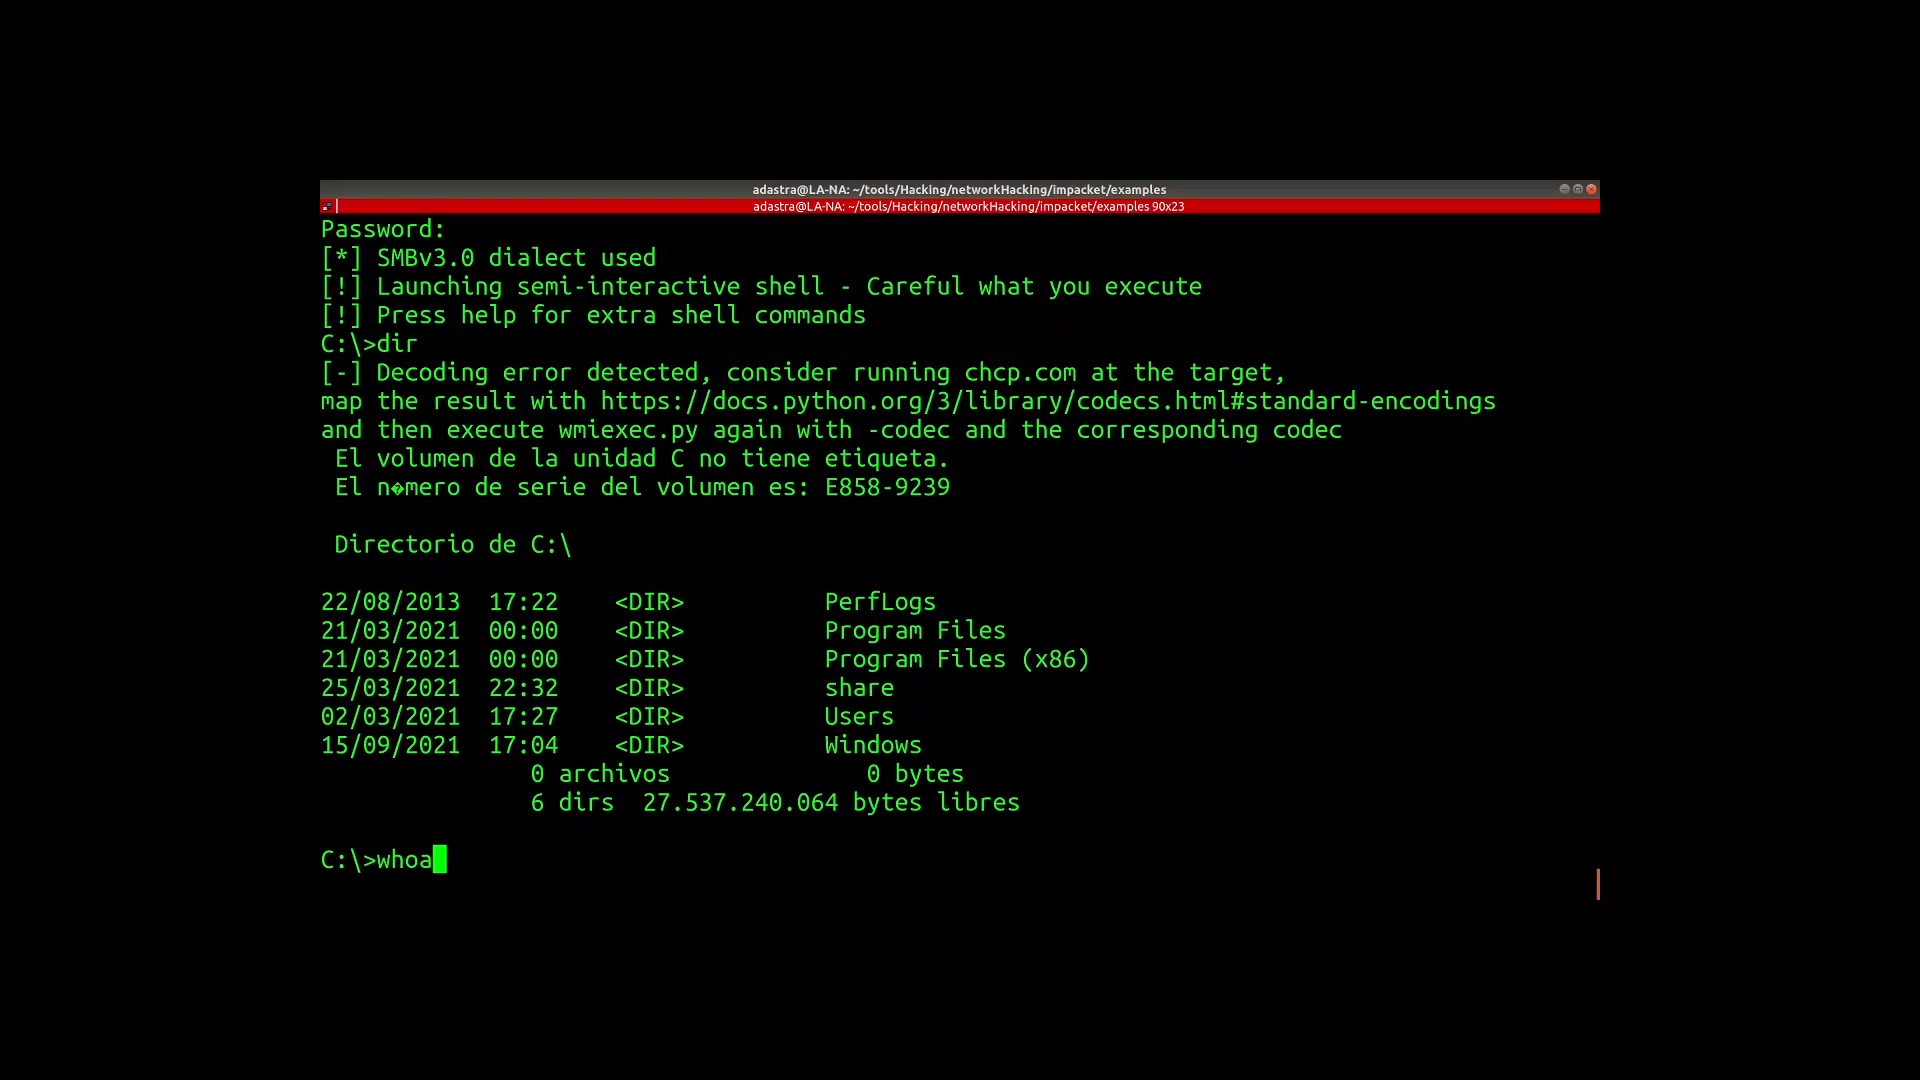 adastra@LA-NA: ~/tools/Hacking/networkHacking/impacket/examples
adastra@LA-NA: ~/tools/Hacking/networkHacking/impacket/examples 90x23
Password:
[*] SMBv3.0 dialect used
[!] Launching semi-interactive shell - Careful what you execute
[!] Press help for extra shell commands
C:\>dir
[-] Decoding error detected, consider running chcp.com at the target,
map the result with https://docs.python.org/3/library/codecs.html#standard-encodings
and then execute wmiexec.py again with -codec and the corresponding codec
 El volumen de la unidad C no tiene etiqueta.
 El n�mero de serie del volumen es: E858-9239
 Directorio de C:\
22/08/2013  17:22    <DIR>          PerfLogs
21/03/2021  00:00    <DIR>          Program Files
21/03/2021  00:00    <DIR>          Program Files (x86)
25/03/2021  22:32    <DIR>          share
02/03/2021  17:27    <DIR>          Users
15/09/2021  17:04    <DIR>          Windows
               0 archivos              0 bytes
               6 dirs  27.537.240.064 bytes libres
C:\>whoa